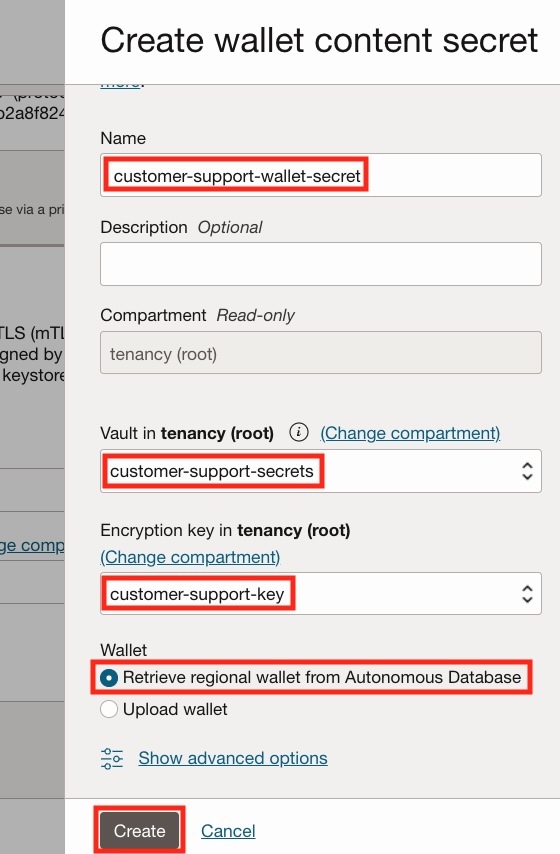 Create wallet content secret
more.
b2a8f824
Name
customer-support-wallet-secret
se via a pri
Description Optional
Compartment Read-only
TLS (mTL
tenancy (root)
gned by
keystore
Vault in tenancy (root) (Change compartment)
customer-support-secrets
Encryption key in tenancy (root)
ge comp
(Change compartment)
customer-support-key
Wallet
Retrieve regional wallet from Autonomous Database
Upload wallet
Show advanced options
Create Cancel